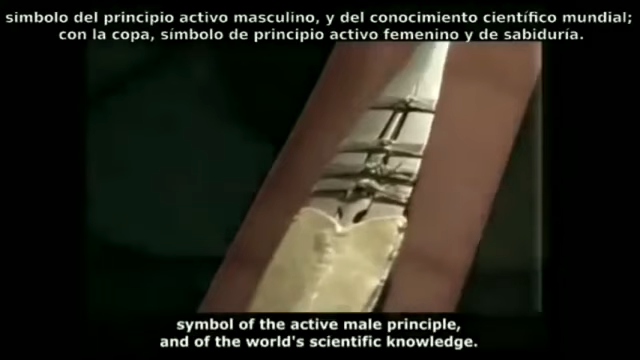 simbolo del principio activo masculino, y del conocimiento científico mundial;
con la copa, símbolo de principio activo femenino y de sabiduría.
symbol of the active male principle,
and of the world's scientific knowledge.